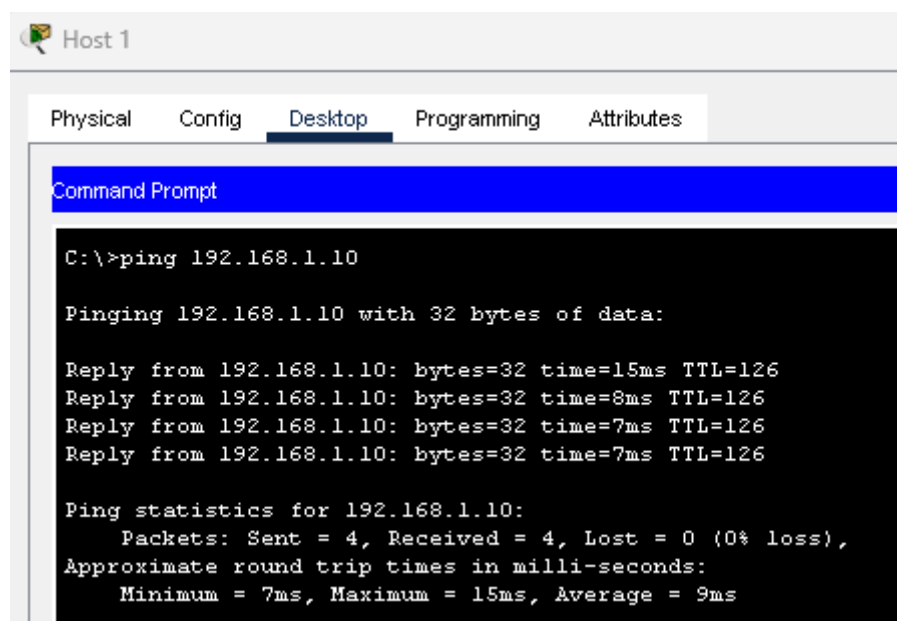 Host 1
Physical Config Desktop Programming Attributes
Command Prompt
C:\>ping 192.168.1.10
Pinging 192.168.1.10 with 32 bytes of data:
Reply from 192.168.1.10: bytes=32 time=15ms TTL=126
Reply from 192.168.1.10: bytes=32 time=8ms TTL=126
Reply from 192.168.1.10: bytes=32 time=7ms TTL=126
Reply from 192.168.1.10: bytes=32 time=7ms TTL=126
Ping statistics for 192.168.1.10:
Packets: Sent = 4, Received = 4, Lost = 0 (0% loss),
Approximate round trip times in milli-seconds:
Minimum = 7ms, Maximum = 15ms, Average = 9ms